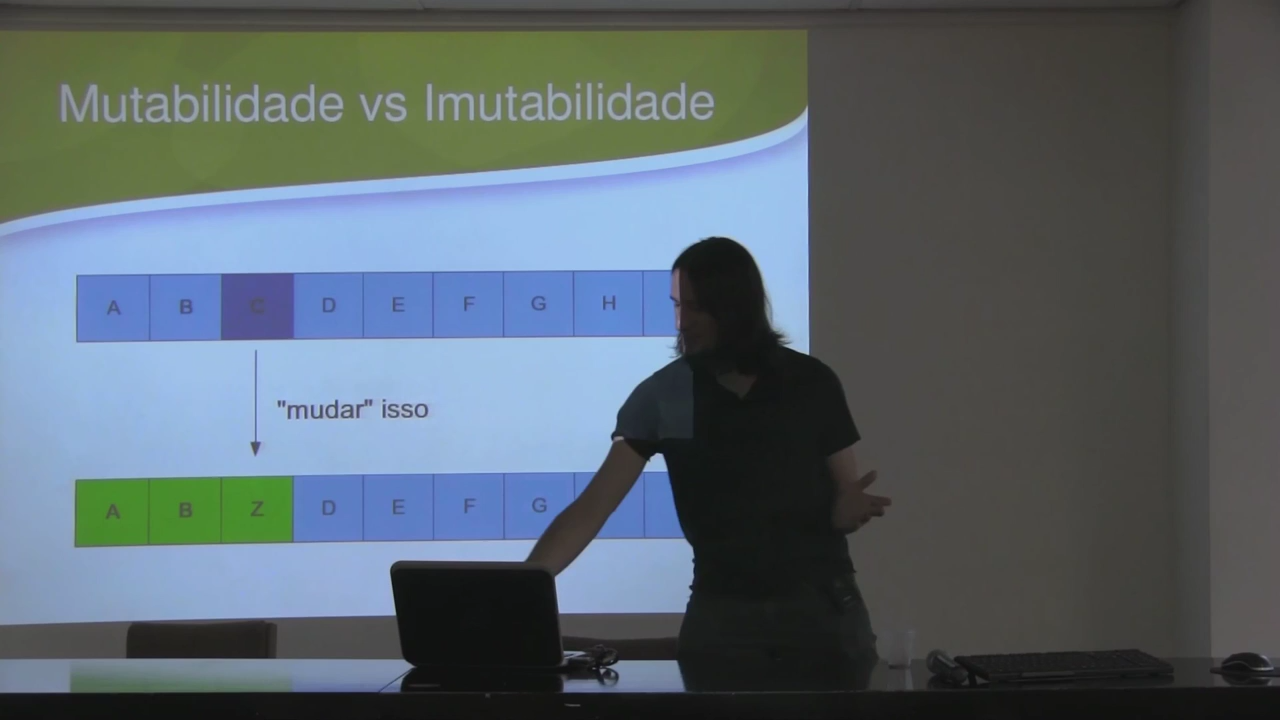 Mutabilidade vs Imutabilidade
A B C D E F G H
"mudar" isso
A B Z D E F G